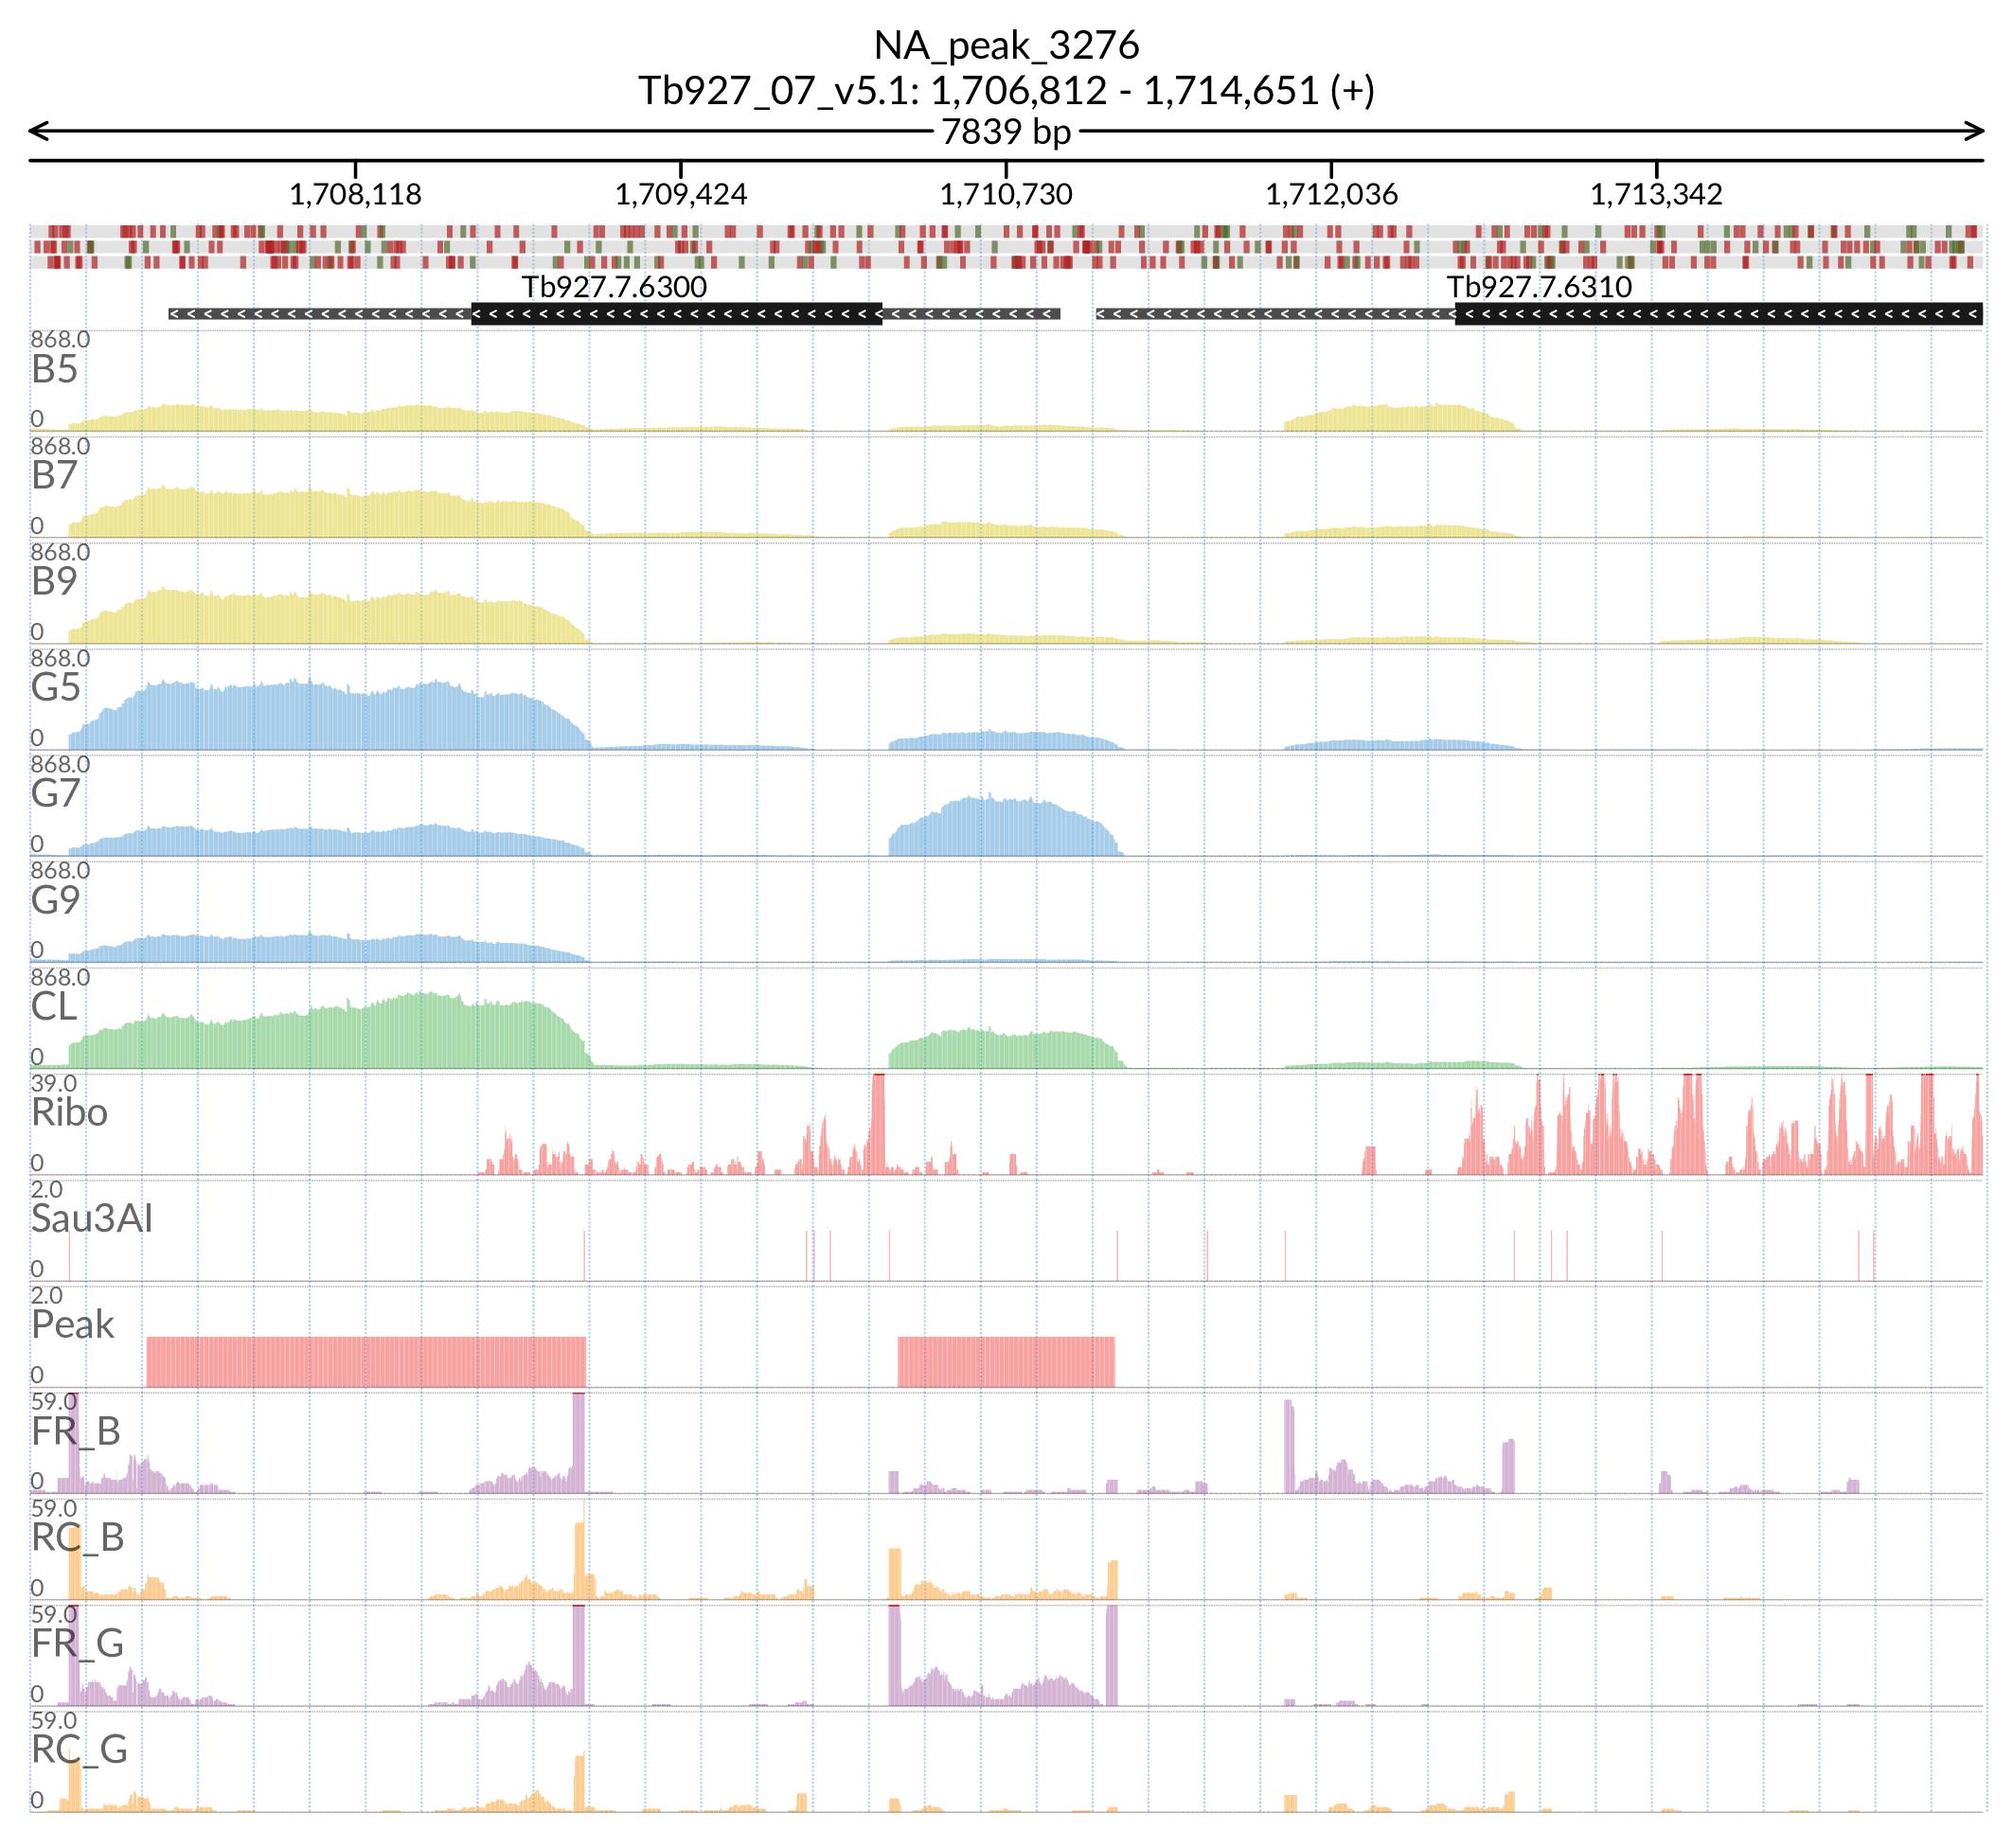 NA_peak_3276
Tb927_07_v5.1: 1,706,812 - 1,714,651 (+)
7839 bp
1,708,118 1,709,424 1,710,730 1,712,036 1,713,342
Tb927.7.6300 Tb927.7.6310
868.0
B5
0
868.0
B7
0
868.0
B9
0
868.0
G5
0
868.0
G7
0
868.0
G9
0
868.0
CL
0
39.0
Ribo
0
2.0
Sau3AI
0
2.0
Peak
0
59.0
FR_B
0
59.0
RC_B
0
59.0
FR_G
0
59.0
RC_G
0